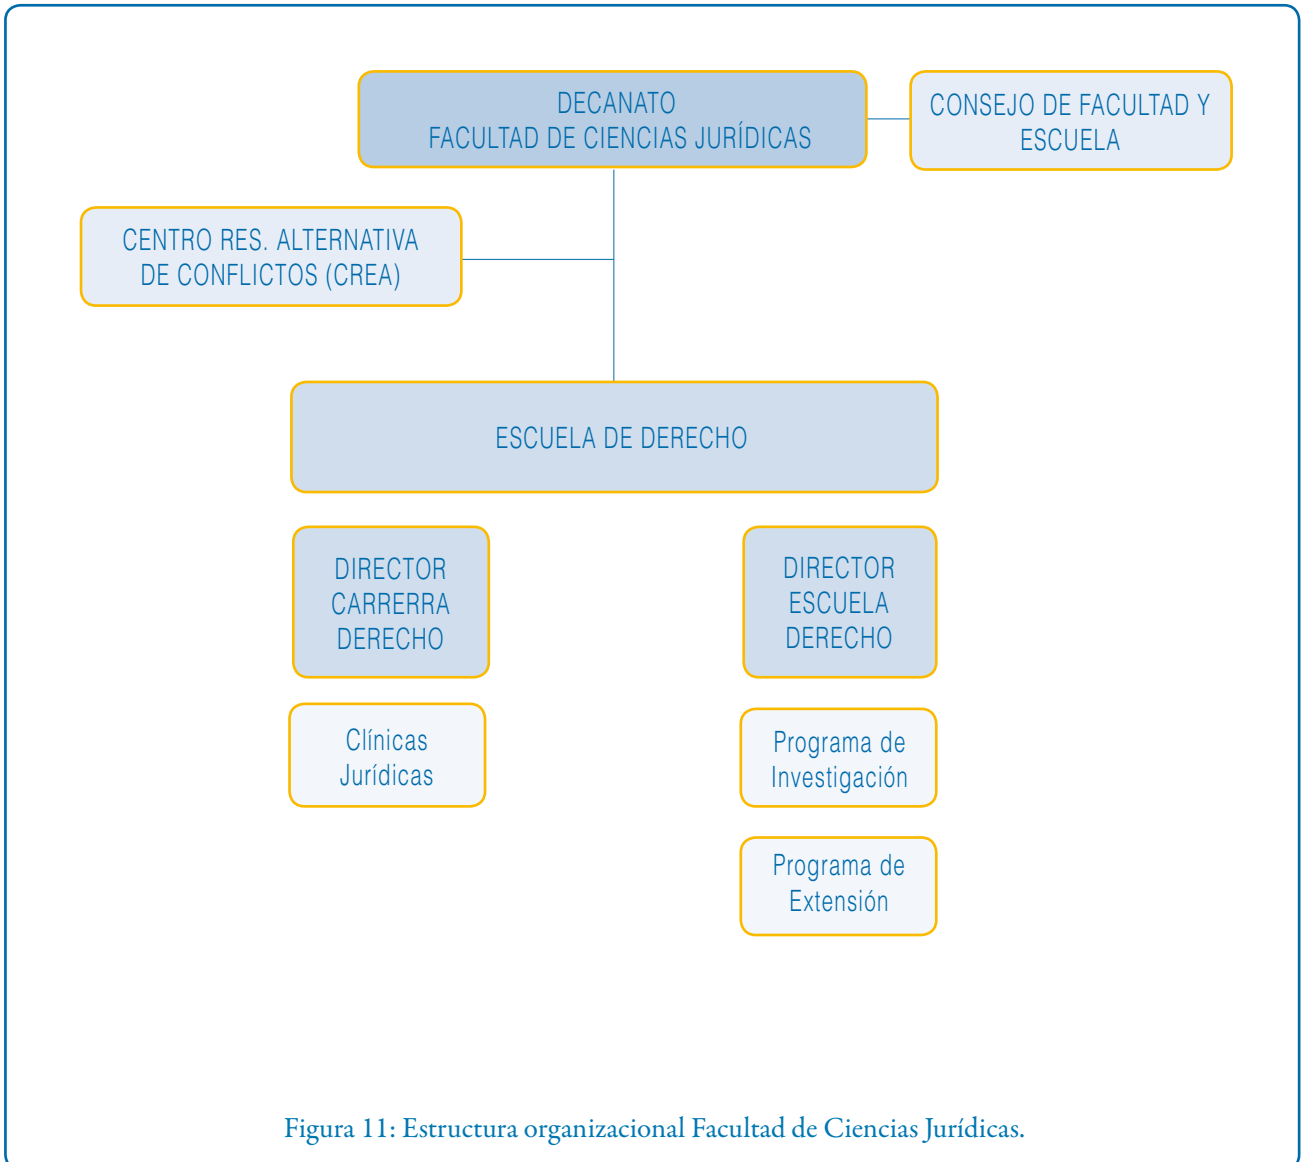 DECANATO
FACULTAD DE CIENCIAS JURÍDICAS
CONSEJO DE FACULTAD Y
ESCUELA
CENTRO RES. ALTERNATIVA
DE CONFLICTOS (CREA)
ESCUELA DE DERECHO
DIRECTOR
CARRERRA
DERECHO
DIRECTOR
ESCUELA
DERECHO
Clínicas
Jurídicas
Programa de
Investigación
Programa de
Extensión
Figura 11: Estructura organizacional Facultad de Ciencias Jurídicas.